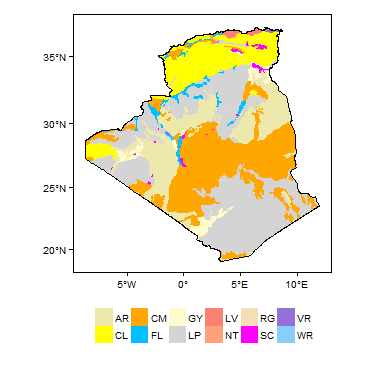 35°N
30°N
25°N
20°N
5°W 0° 5°E 10°E
AR CM GY LV RG VR
CL FL LP NT SC WR